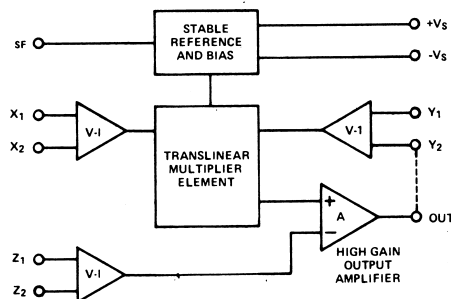 STABLE
REFERENCE
AND BIAS
SF
+VS
-VS
X1
X2
V-I
TRANSLINEAR
MULTIPLIER
ELEMENT
V-1
Y1
Y2
+
A
−
OUT
HIGH GAIN
OUTPUT
AMPLIFIER
Z1
Z2
V-I